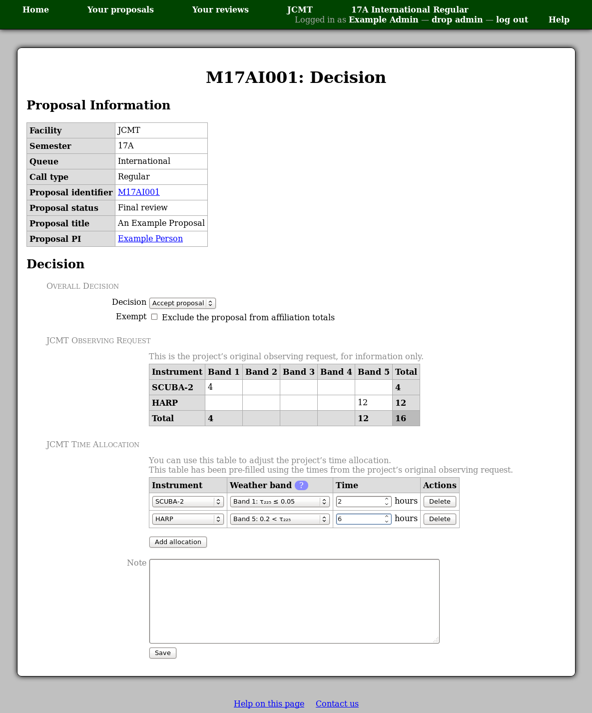 Home Your proposals Your reviews JCMT 17A International Regular
Logged in as Example Admin — drop admin — log out Help
M17AI001: Decision
Proposal Information
Facility JCMT
Semester 17A
Queue International
Call type Regular
Proposal identifier M17AI001
Proposal status Final review
Proposal title An Example Proposal
Proposal PI Example Person
Decision
Overall Decision
Decision Accept proposal
Exempt Exclude the proposal from affiliation totals
JCMT Observing Request
This is the project's original observing request, for information only.
Instrument Band 1 Band 2 Band 3 Band 4 Band 5 Total
SCUBA-2 4 4
HARP 12 12
Total 4 12 16
JCMT Time Allocation
You can use this table to adjust the project's time allocation.
This table has been pre-filled using the times from the project's original observing request.
Instrument Weather band ? Time Actions
SCUBA-2 Band 1: τ₂₂₅ ≤ 0.05 2 hours Delete
HARP Band 5: 0.2 < τ₂₂₅ 6 hours Delete
Add allocation
Note
Save
Help on this page Contact us